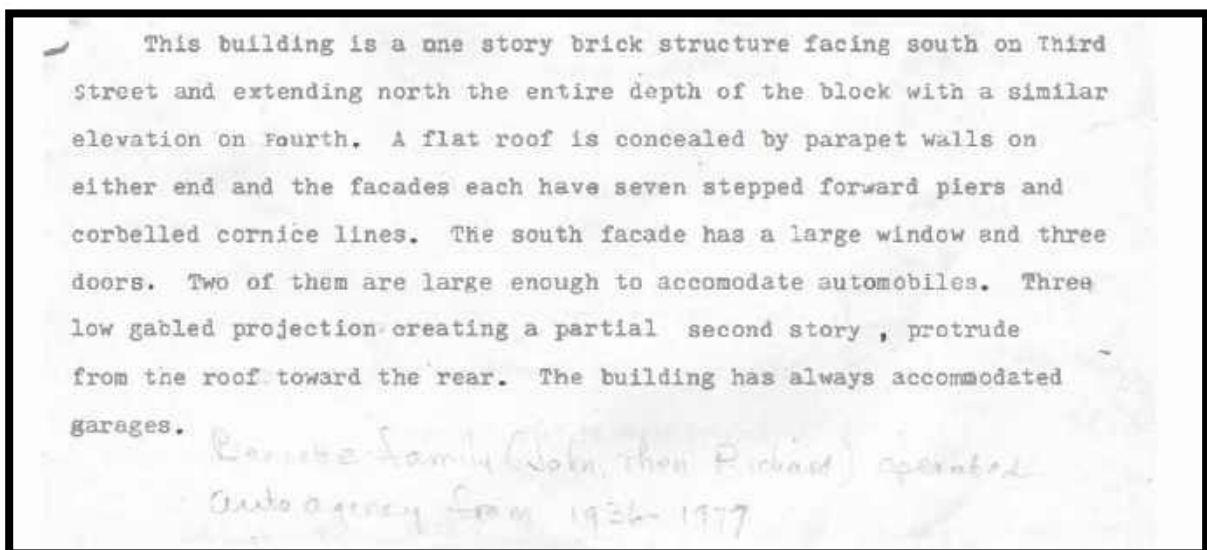 This building is a one story brick structure facing south on Third
Street and extending north the entire depth of the block with a similar
elevation on Fourth. A flat roof is concealed by parapet walls on
either end and the facades each have seven stepped forward piers and
corbelled cornice lines. The south facade has a large window and three
doors. Two of them are large enough to accomodate automobiles. Three
low gabled projection creating a partial second story , protrude
from the roof toward the rear. The building has always accommodated
garages.
family (John, then Richard) operated
auto agency from 1977